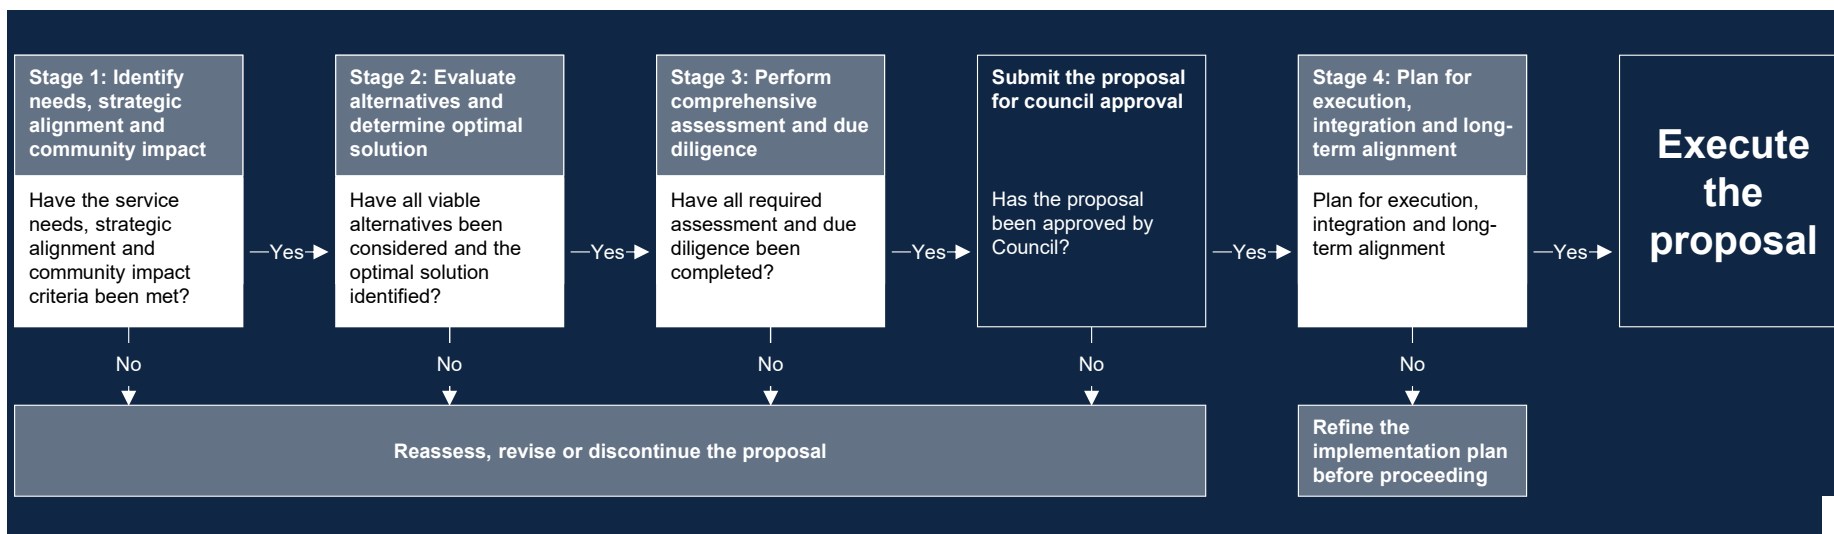 Stage 1: Identify
needs, strategic
alignment and
community impact
Have the service
needs, strategic
alignment and
community impact
criteria been met?
Yes
No
Stage 2: Evaluate
alternatives and
determine optimal
solution
Have all viable
alternatives been
considered and the
optimal solution
identified?
Yes
No
Stage 3: Perform
comprehensive
assessment and due
diligence
Have all required
assessment and due
diligence been
completed?
Yes
No
Submit the proposal
for council approval
Has the proposal
been approved by
Council?
Yes
No
Stage 4: Plan for
execution,
integration and long-
term alignment
Plan for execution,
integration and long-
term alignment
Yes
No
Execute
the
proposal
Reassess, revise or discontinue the proposal
Refine the
implementation plan
before proceeding